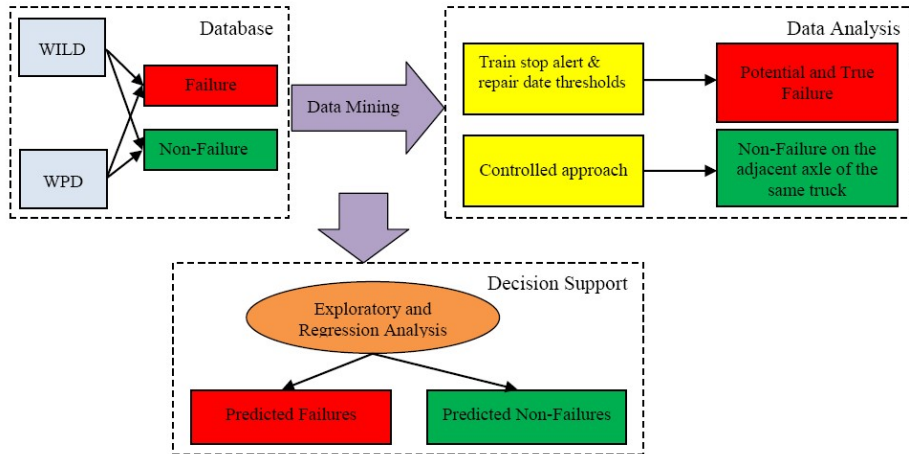 Database
WILD
WPD
Failure
Non-Failure
Data Mining
Data Analysis
Train stop alert &
repair date thresholds
Potential and True
Failure
Controlled approach
Non-Failure on the
adjacent axle of the
same truck
Decision Support
Exploratory and
Regression Analysis
Predicted Failures
Predicted Non-Failures